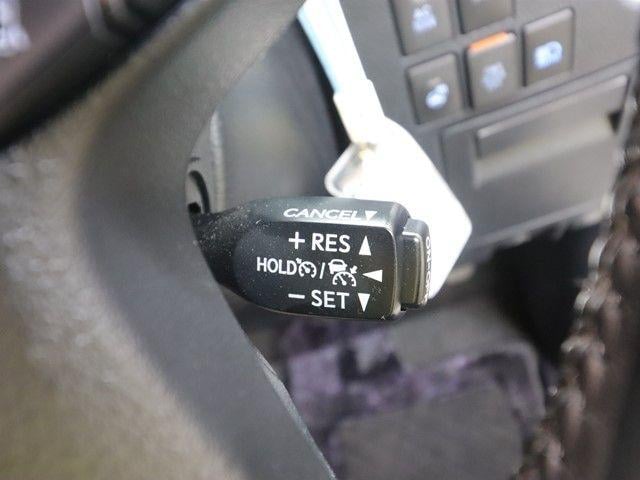 CANCEL▼
+ RES ▲
HOLD / ◀
− SET ▼